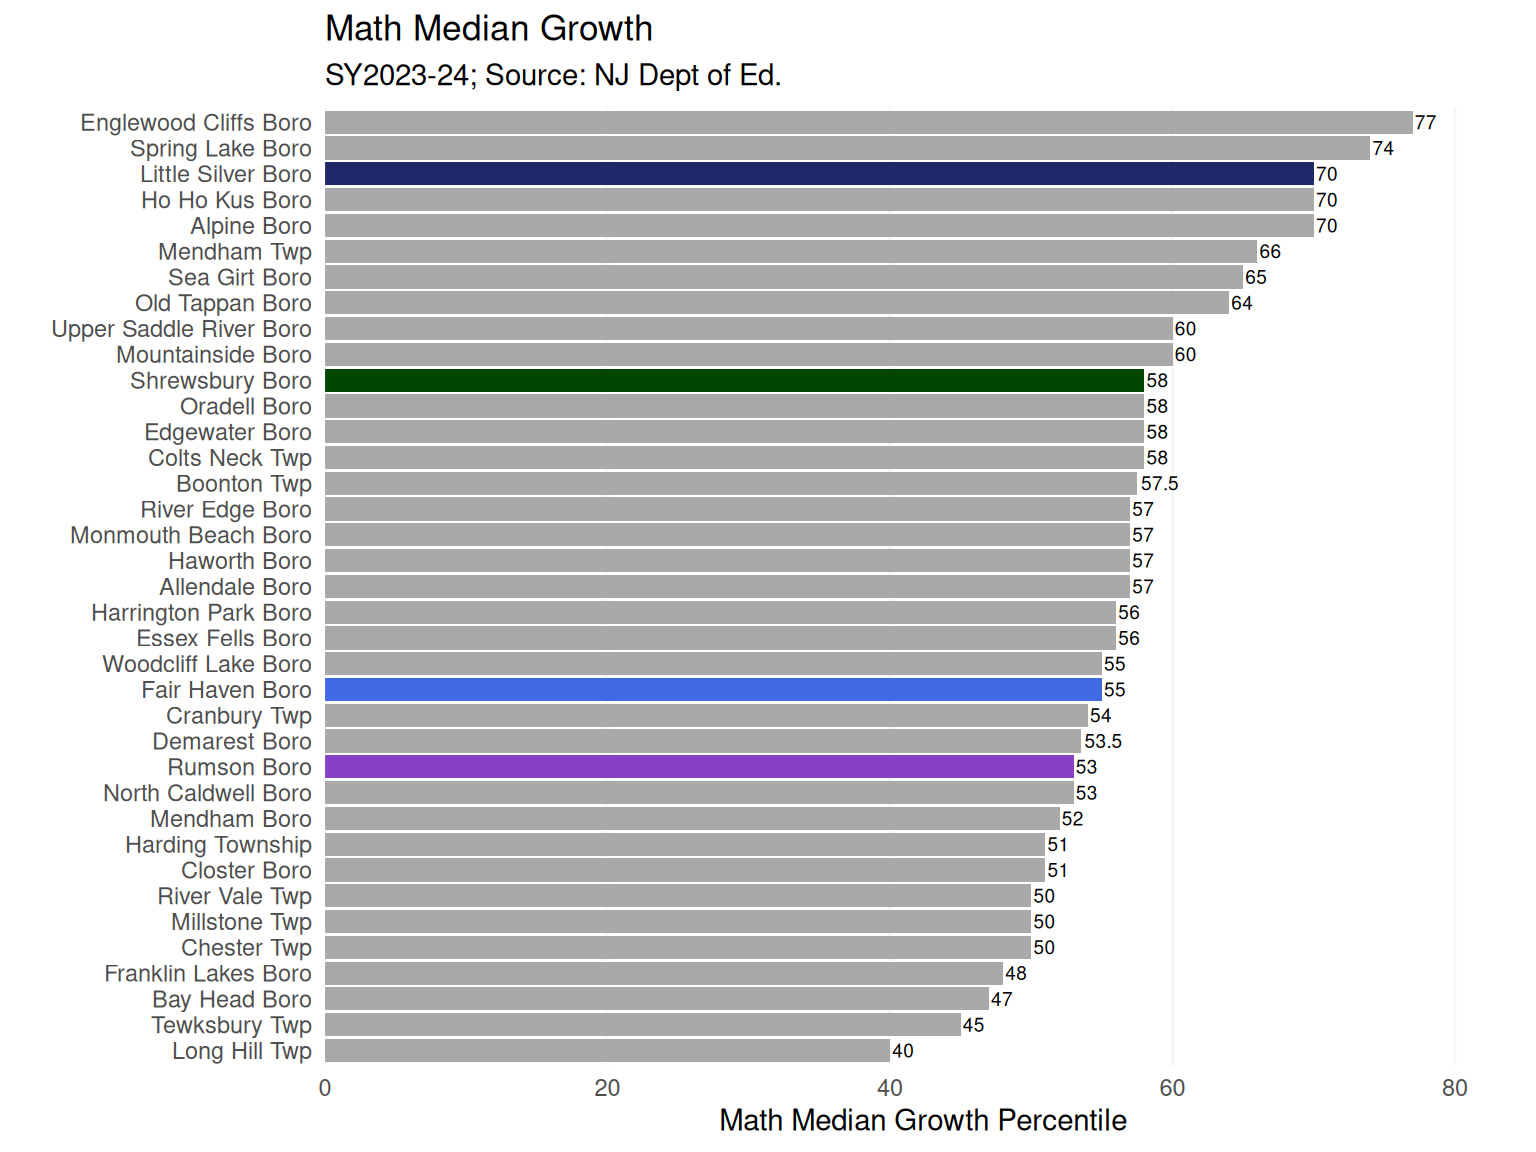 Math Median Growth
SY2023-24; Source: NJ Dept of Ed.
Englewood Cliffs Boro 77
Spring Lake Boro 74
Little Silver Boro 70
Ho Ho Kus Boro 70
Alpine Boro 70
Mendham Twp 66
Sea Girt Boro 65
Old Tappan Boro 64
Upper Saddle River Boro 60
Mountainside Boro 60
Shrewsbury Boro 58
Oradell Boro 58
Edgewater Boro 58
Colts Neck Twp 58
Boonton Twp 57.5
River Edge Boro 57
Monmouth Beach Boro 57
Haworth Boro 57
Allendale Boro 57
Harrington Park Boro 56
Essex Fells Boro 56
Woodcliff Lake Boro 55
Fair Haven Boro 55
Cranbury Twp 54
Demarest Boro 53.5
Rumson Boro 53
North Caldwell Boro 53
Mendham Boro 52
Harding Township 51
Closter Boro 51
River Vale Twp 50
Millstone Twp 50
Chester Twp 50
Franklin Lakes Boro 48
Bay Head Boro 47
Tewksbury Twp 45
Long Hill Twp 40
0 20 40 60 80
Math Median Growth Percentile